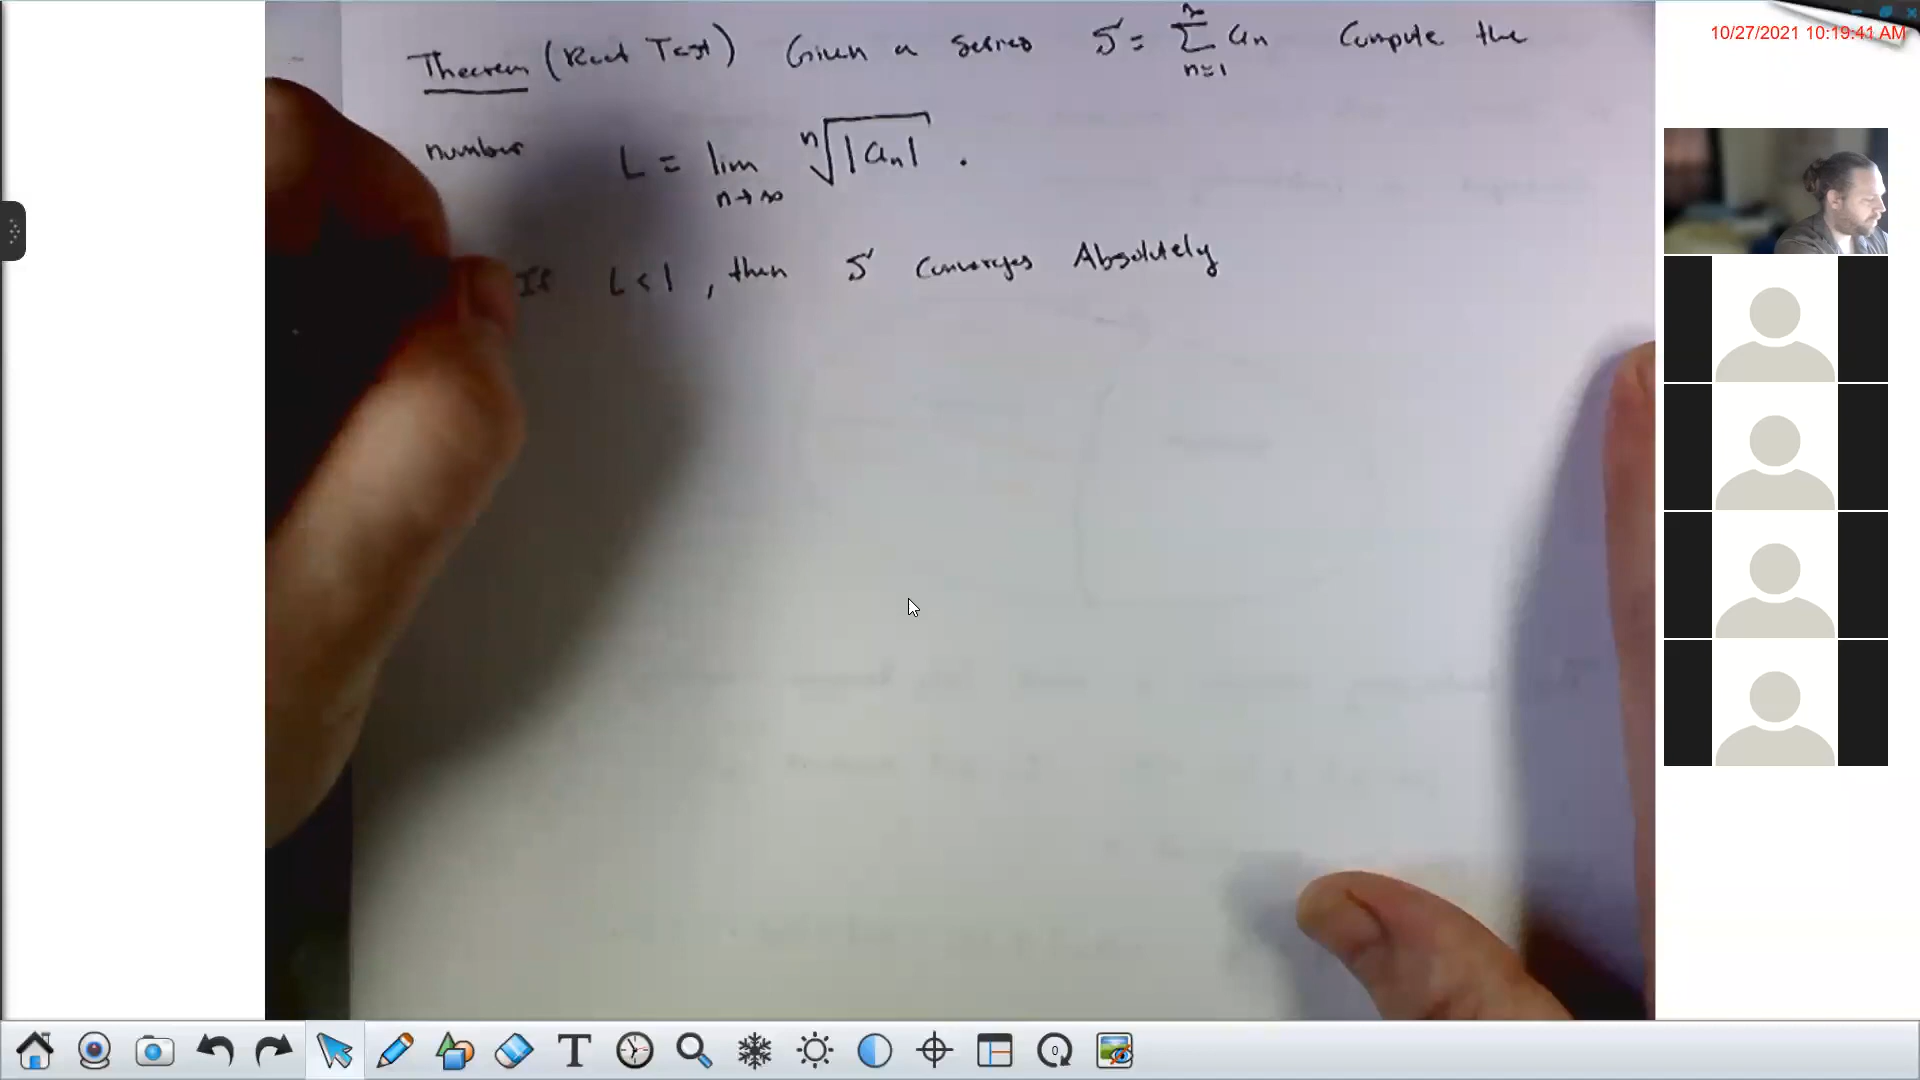 Theorem (Root Test) Given a series S = ∑_{n=1}^{∞} a_n Compute the
number L = lim_{n→∞} ⁿ√|a_n| .
If L < 1, then S Converges Absolutely
10/27/2021 10:19:41 AM
T
0